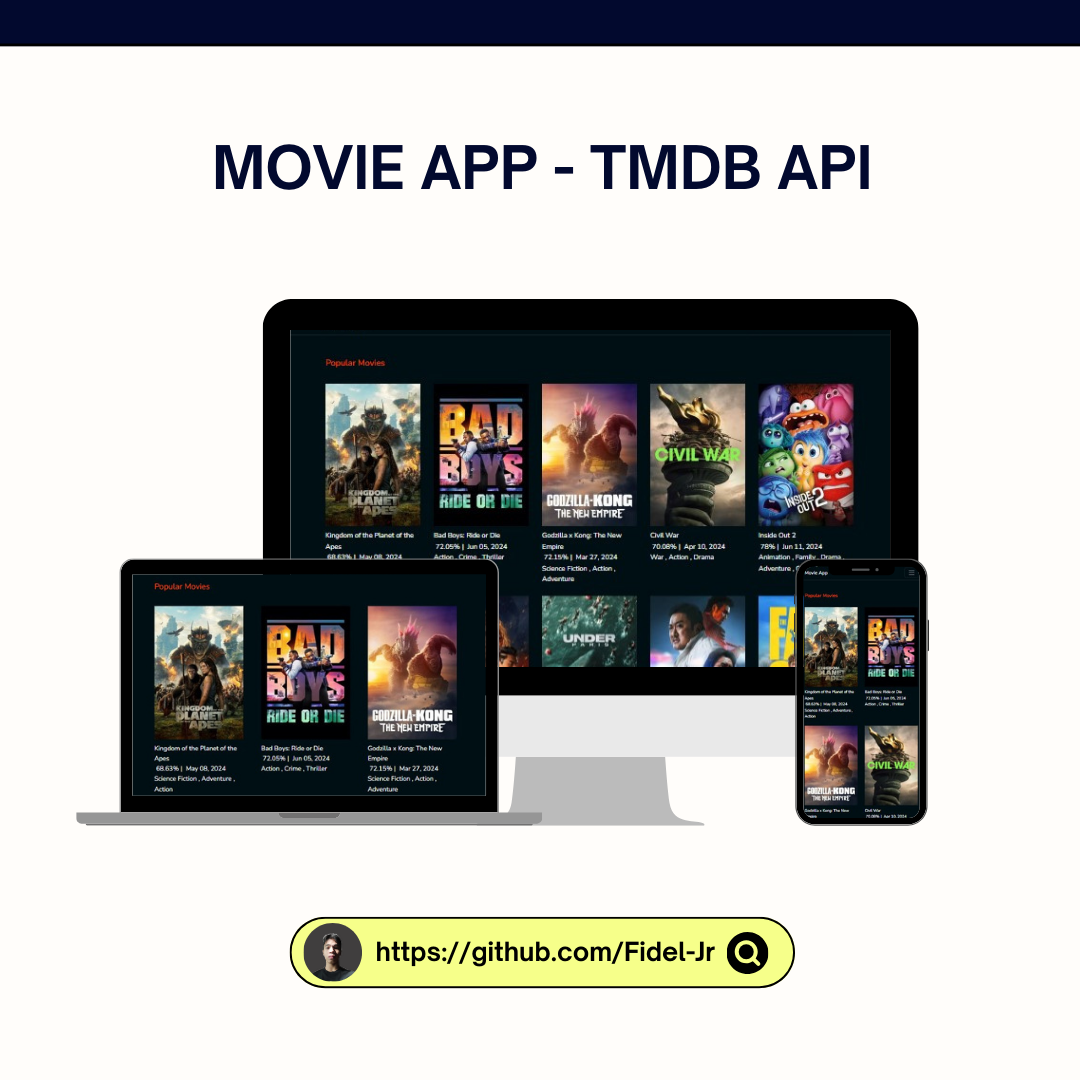 MOVIE APP - TMDB API
Popular Movies
KINGDOM
PLANET
APES
BAD
BOYS
RIDE OR DIE
GODZILLA-KONG
THE NEW EMPIRE
CIVIL WAR
INSIDE
OUT 2
Kingdom of the Planet of the
Apes
68.63% | May 08, 2024
Bad Boys: Ride or Die
72.05% | Jun 05, 2024
Action , Crime , Thriller
Godzilla x Kong: The New
Empire
72.15% | Mar 27, 2024
Science Fiction , Action ,
Adventure
Civil War
70.08% | Apr 10, 2024
War , Action , Drama
Inside Out 2
78% | Jun 11, 2024
Animation , Family , Drama ,
Adventure ,
UNDER
PARIS
Popular Movies
KINGDOM
PLANET
APES
BAD
BOYS
RIDE OR DIE
GODZILLA-KONG
THE NEW EMPIRE
Kingdom of the Planet of the
Apes
68.63% | May 08, 2024
Science Fiction , Adventure ,
Action
Bad Boys: Ride or Die
72.05% | Jun 05, 2024
Action , Crime , Thriller
Godzilla x Kong: The New
Empire
72.15% | Mar 27, 2024
Science Fiction , Action ,
Adventure
Movie App
Popular Movies
KINGDOM
PLANET
APES
BAD
BOYS
RIDE OR DIE
Kingdom of the Planet of the
Apes
68.63% | May 08, 2024
Science Fiction , Adventure ,
Action
Bad Boys: Ride or Die
72.05% | Jun 05, 2024
Action , Crime , Thriller
GODZILLA-KONG
THE NEW EMPIRE
CIVIL WAR
Godzilla x Kong: The New
Empire
Civil War
70.08% | Apr 10, 2024
https://github.com/Fidel-Jr